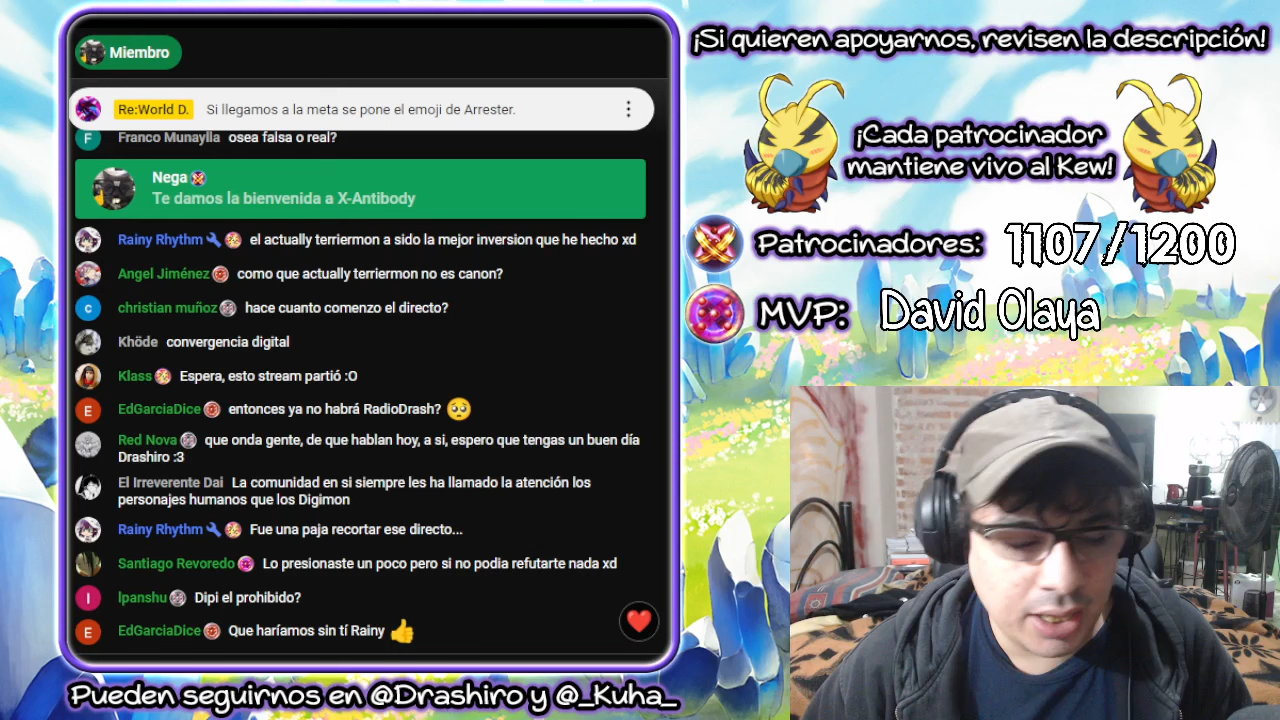 Miembro
Re:World D. Si llegamos a la meta se pone el emoji de Arrester.
F Franco Munaylla osea falsa o real?
Nega
Te damos la bienvenida a X-Antibody
Rainy Rhythm el actually terriermon a sido la mejor inversion que he hecho xd
Angel Jiménez como que actually terriermon no es canon?
c christian muñoz hace cuanto comenzo el directo?
Khöde convergencia digital
Klass Espera, esto stream partió :O
E EdGarciaDice entonces ya no habrá RadioDrash? 🥺
Red Nova que onda gente, de que hablan hoy, a si, espero que tengas un buen día
Drashiro :3
El Irreverente Dai La comunidad en si siempre les ha llamado la atención los
personajes humanos que los Digimon
Rainy Rhythm Fue una paja recortar ese directo...
Santiago Revoredo Lo presionaste un poco pero si no podia refutarte nada xd
I Ipanshu Dipi el prohibido?
E EdGarciaDice Que haríamos sin tí Rainy 👍
Pueden seguirnos en @Drashiro y @_Kuha_
¡Si quieren apoyarnos, revisen la descripción!
¡Cada patrocinador
mantiene vivo al Kew!
Patrocinadores: 1107/1200
MVP: David Olaya